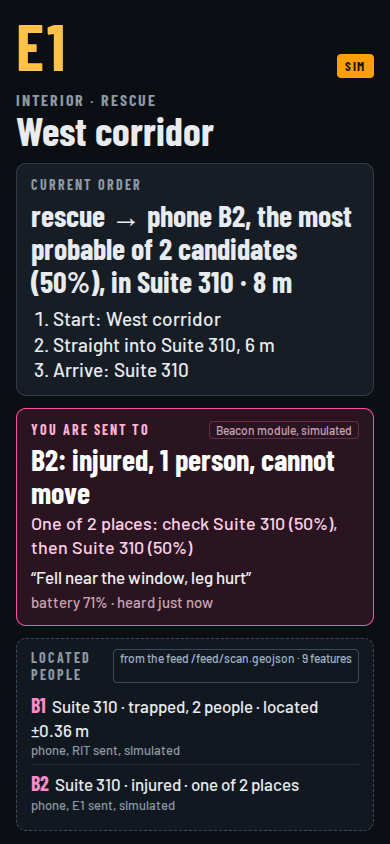 E1
SIM
INTERIOR · RESCUE
West corridor
CURRENT ORDER
rescue → phone B2, the most
probable of 2 candidates
(50%), in Suite 310 · 8 m
1. Start: West corridor
2. Straight into Suite 310, 6 m
3. Arrive: Suite 310
YOU ARE SENT TO
Beacon module, simulated
B2: injured, 1 person, cannot
move
One of 2 places: check Suite 310 (50%),
then Suite 310 (50%)
“Fell near the window, leg hurt”
battery 71% · heard just now
LOCATED
PEOPLE
from the feed /feed/scan.geojson · 9 features
B1 Suite 310 · trapped, 2 people · located
±0.36 m
phone, RIT sent, simulated
B2 Suite 310 · injured · one of 2 places
phone, E1 sent, simulated